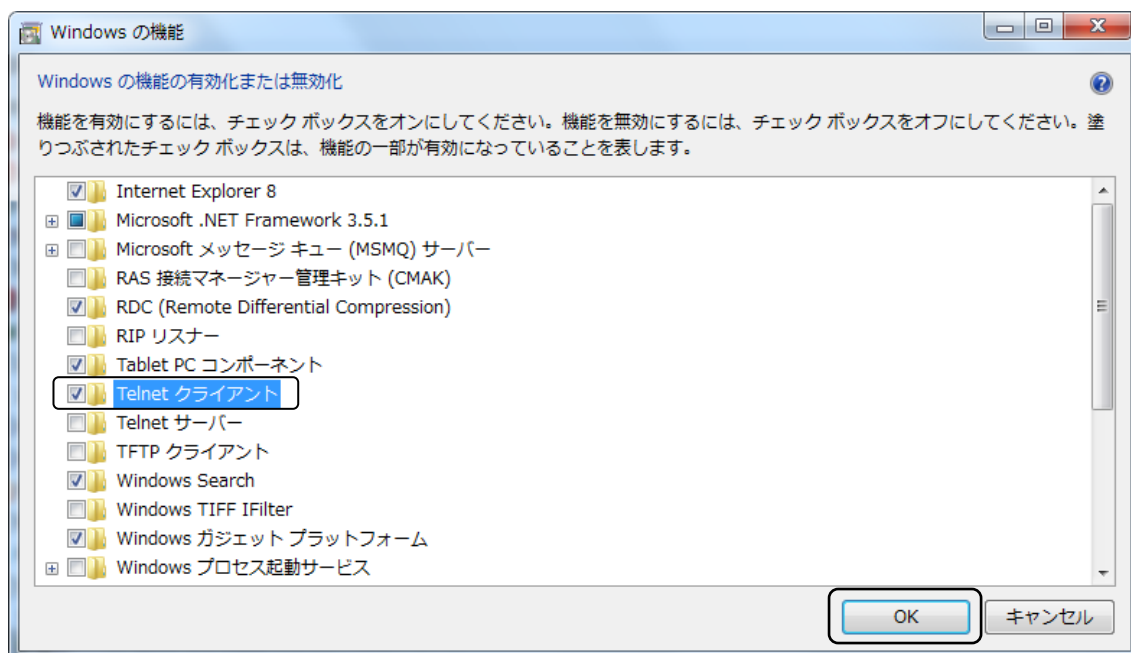 Windows の機能
Windows の機能の有効化または無効化
機能を有効にするには、チェック ボックスをオンにしてください。機能を無効にするには、チェック ボックスをオフにしてください。塗
りつぶされたチェック ボックスは、機能の一部が有効になっていることを表します。
Internet Explorer 8
Microsoft .NET Framework 3.5.1
Microsoft メッセージ キュー (MSMQ) サーバー
RAS 接続マネージャー管理キット (CMAK)
RDC (Remote Differential Compression)
RIP リスナー
Tablet PC コンポーネント
Telnet クライアント
Telnet サーバー
TFTP クライアント
Windows Search
Windows TIFF IFilter
Windows ガジェット プラットフォーム
Windows プロセス起動サービス
OK
キャンセル